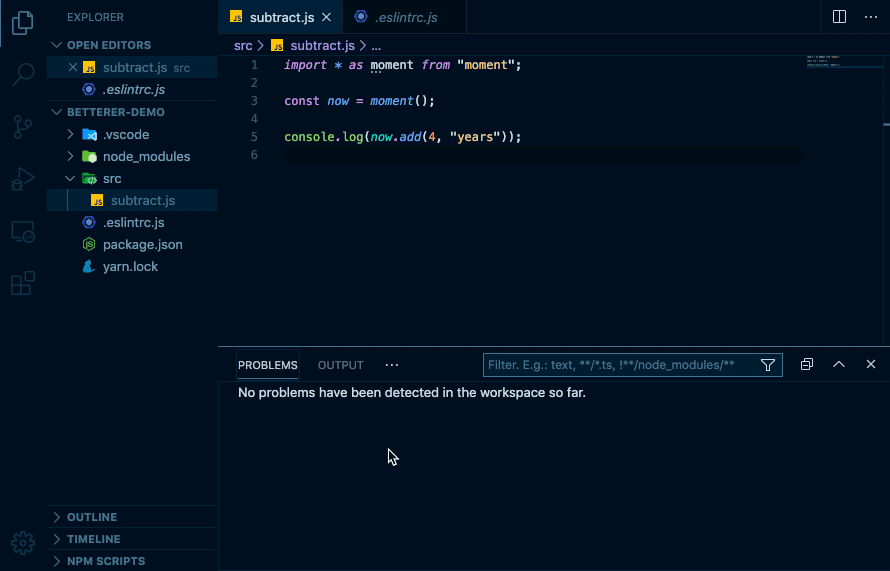 EXPLORER
OPEN EDITORS
subtract.js src
.eslintrc.js
BETTERER-DEMO
.vscode
node_modules
src
subtract.js
.eslintrc.js
package.json
yarn.lock
OUTLINE
TIMELINE
NPM SCRIPTS
subtract.js
.eslintrc.js
src > subtract.js > ...
1 import * as moment from "moment";
2
3 const now = moment();
4
5 console.log(now.add(4, "years"));
6
PROBLEMS OUTPUT ...
Filter. E.g.: text, **/*.ts, !**/node_modules/**
No problems have been detected in the workspace so far.